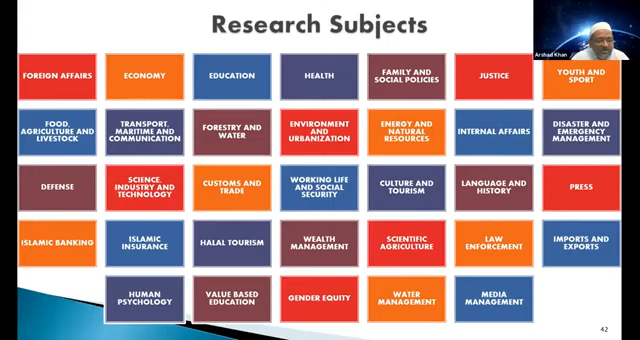 Research Subjects
Arshad Khan
FOREIGN AFFAIRS
ECONOMY
EDUCATION
HEALTH
FAMILY AND
SOCIAL POLICIES
JUSTICE
YOUTH AND
SPORT
FOOD,
AGRICULTURE AND
LIVESTOCK
TRANSPORT,
MARITIME AND
COMMUNICATION
FORESTRY AND
WATER
ENVIRONMENT
AND
URBANIZATION
ENERGY AND
NATURAL
RESOURCES
INTERNAL AFFAIRS
DISASTER AND
EMERGENCY
MANAGEMENT
DEFENSE
SCIENCE,
INDUSTRY AND
TECHNOLOGY
CUSTOMS AND
TRADE
WORKING LIFE
AND SOCIAL
SECURITY
CULTURE AND
TOURISM
LANGUAGE AND
HISTORY
PRESS
ISLAMIC BANKING
ISLAMIC
INSURANCE
HALAL TOURISM
WEALTH
MANAGEMENT
SCIENTIFIC
AGRICULTURE
LAW
ENFORCEMENT
IMPORTS AND
EXPORTS
HUMAN
PSYCHOLOGY
VALUE BASED
EDUCATION
GENDER EQUITY
WATER
MANAGEMENT
MEDIA
MANAGEMENT
42